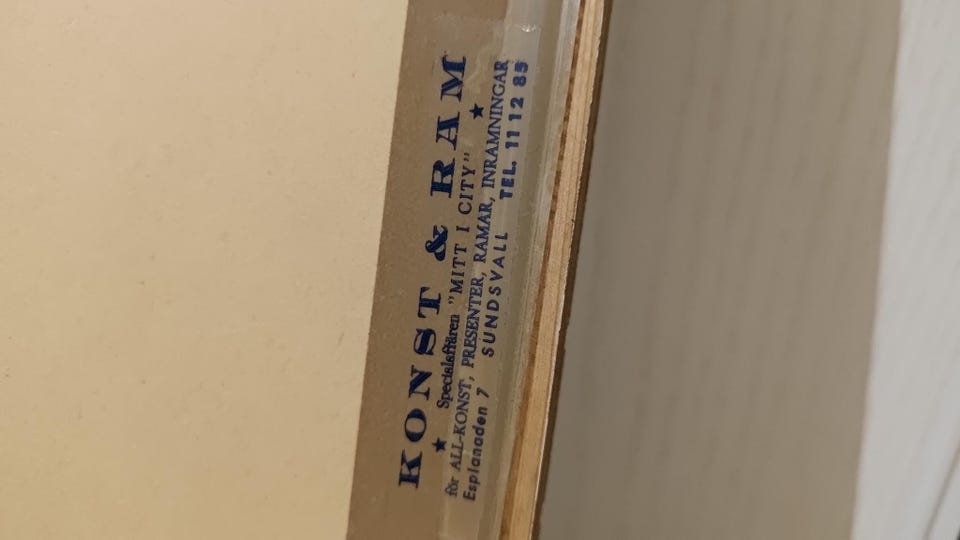 KONST & RAM
★ Specialaffären "MITT I CITY" ★
för ALL-KONST, PRESENTER, RAMAR, INRAMNINGAR
Esplanaden 7 SUNDSVALL TEL. 11 12 85